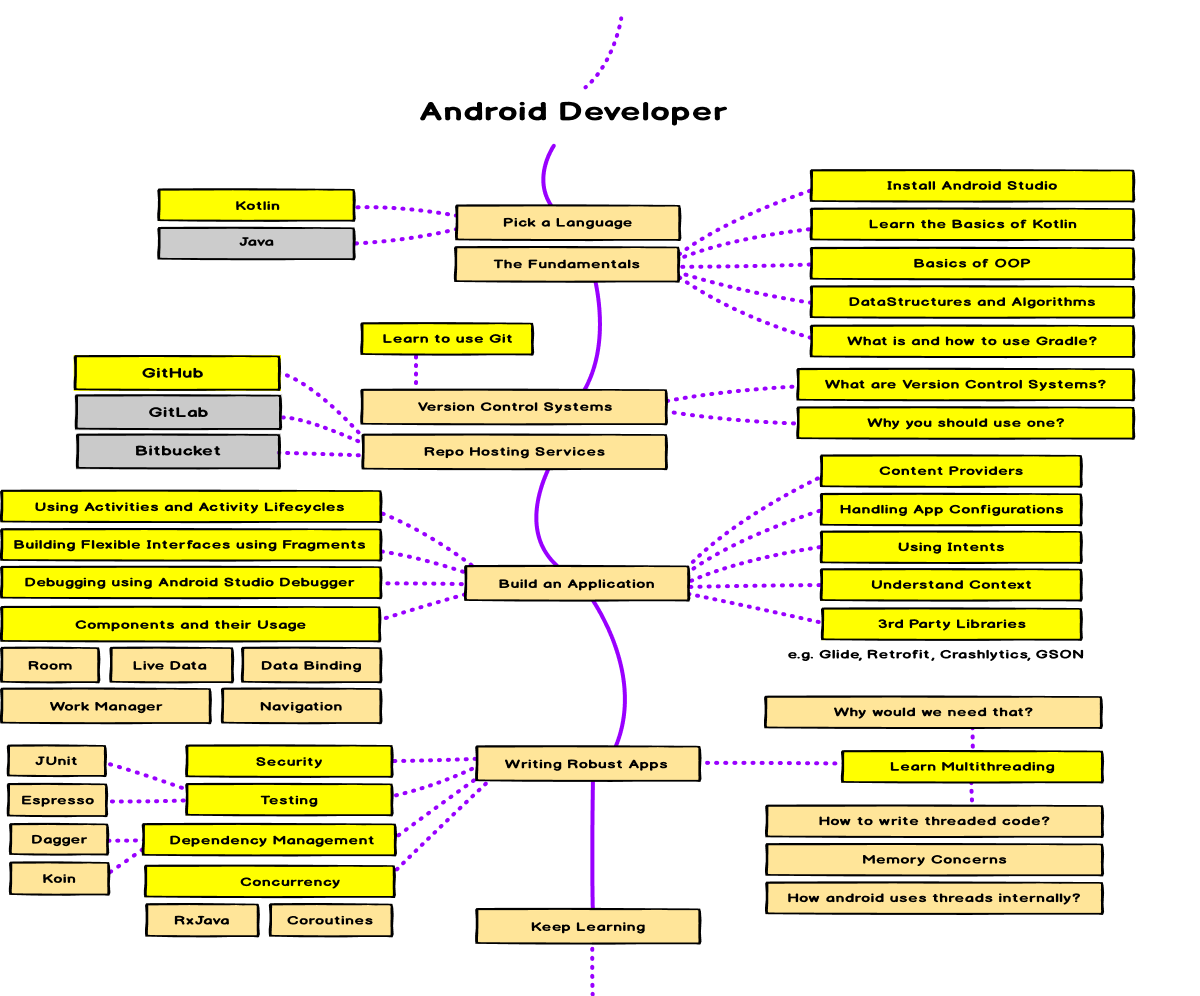 Android Developer
Kotlin
Java
Pick a Language
The Fundamentals
Install Android Studio
Learn the Basics of Kotlin
Basics of OOP
DataStructures and Algorithms
What is and how to use Gradle?
Learn to use Git
GitHub
GitLab
Bitbucket
Version Control Systems
Repo Hosting Services
What are Version Control Systems?
Why you should use one?
Using Activities and Activity Lifecycles
Building Flexible Interfaces using Fragments
Debugging using Android Studio Debugger
Components and their Usage
Room
Live Data
Data Binding
Work Manager
Navigation
Build an Application
Content Providers
Handling App Configurations
Using Intents
Understand Context
3rd Party Libraries
e.g. Glide, Retrofit, Crashlytics, GSON
JUnit
Espresso
Dagger
Koin
Security
Testing
Dependency Management
Concurrency
RxJava
Coroutines
Writing Robust Apps
Why would we need that?
Learn Multithreading
How to write threaded code?
Memory Concerns
How android uses threads internally?
Keep Learning